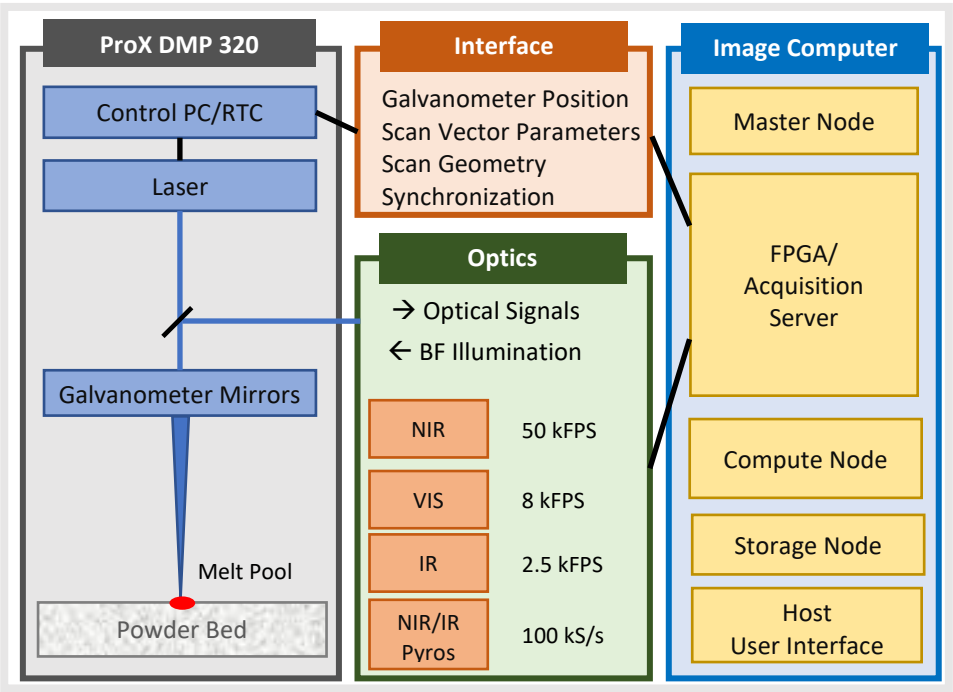 ProX DMP 320
Control PC/RTC
Laser
Galvanometer Mirrors
Melt Pool
Powder Bed
Interface
Galvanometer Position
Scan Vector Parameters
Scan Geometry
Synchronization
Optics
→ Optical Signals
← BF Illumination
NIR 50 kFPS
VIS 8 kFPS
IR 2.5 kFPS
NIR/IR
Pyros
100 kS/s
Image Computer
Master Node
FPGA/
Acquisition
Server
Compute Node
Storage Node
Host
User Interface